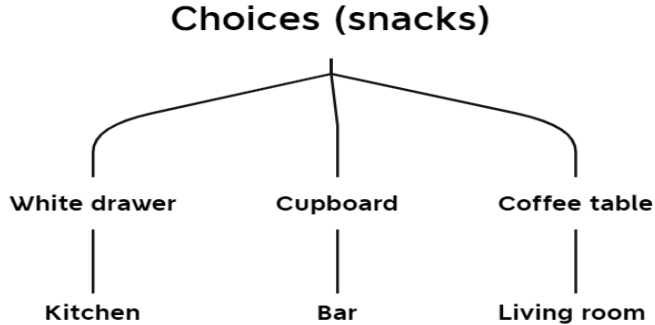 Choices (snacks)
White drawer
Cupboard
Coffee table
Kitchen
Bar
Living room